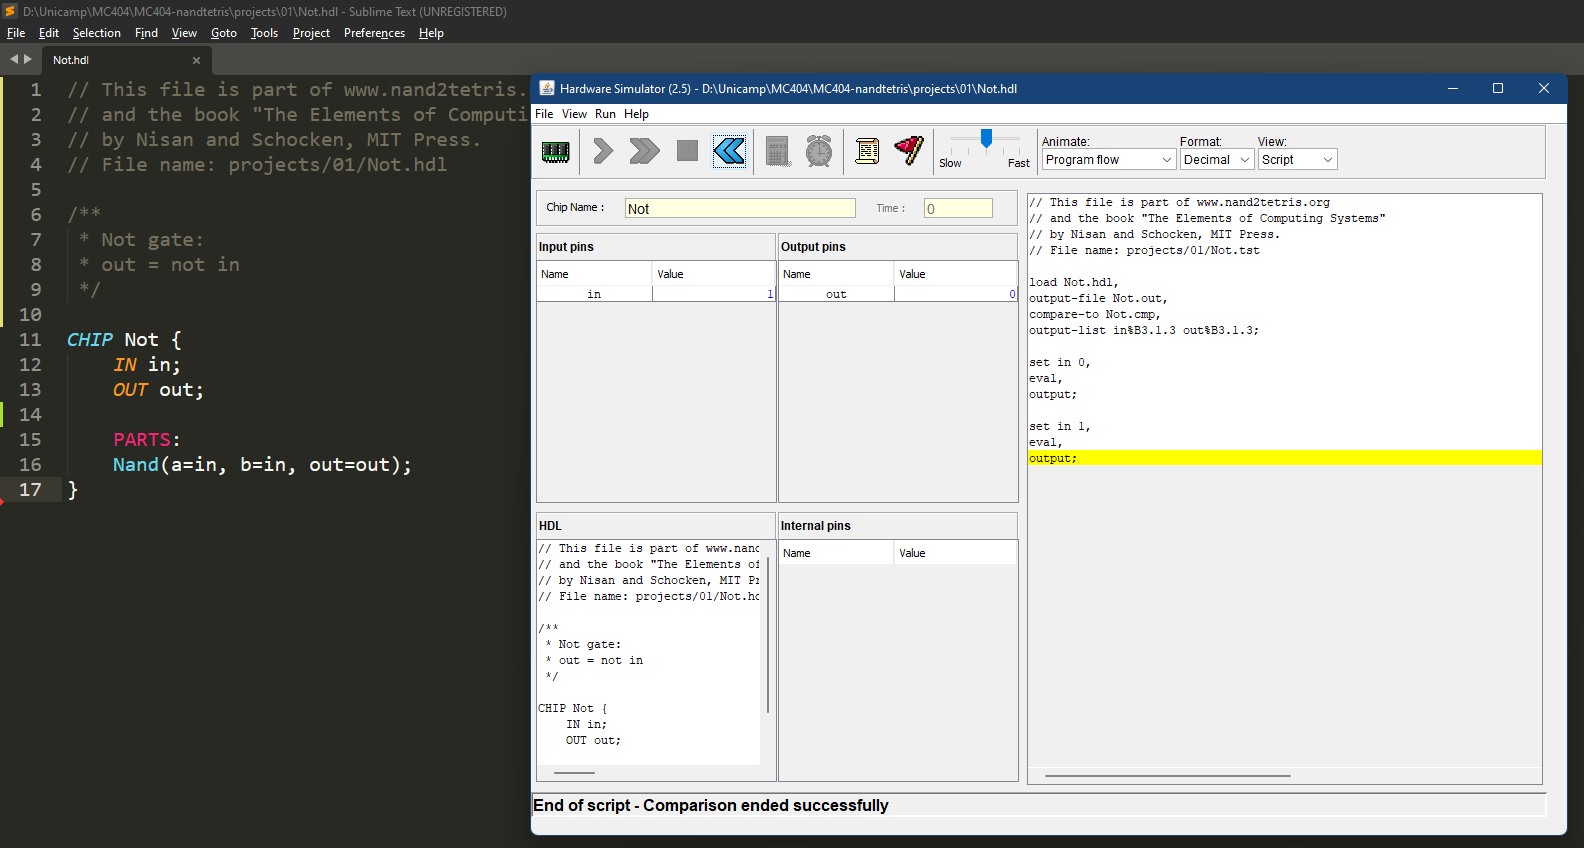 D:\Unicamp\MC404\MC404-nandtetris\projects\01\Not.hdl - Sublime Text (UNREGISTERED)
File Edit Selection Find View Goto Tools Project Preferences Help
Not.hdl ×
1 // This file is part of www.nand2tetris.
2 // and the book "The Elements of Computi
3 // by Nisan and Schocken, MIT Press.
4 // File name: projects/01/Not.hdl
5
6 /**
7 * Not gate:
8 * out = not in
9 */
10
11 CHIP Not {
12 IN in;
13 OUT out;
14
15 PARTS:
16 Nand(a=in, b=in, out=out);
17 }
Hardware Simulator (2.5) - D:\Unicamp\MC404\MC404-nandtetris\projects\01\Not.hdl
File View Run Help
Slow Fast
Animate: Format: View:
Program flow Decimal Script
Chip Name : Not Time : 0
Input pins Output pins
Name Value Name Value
in 1 out 0
HDL
// This file is part of www.nand
// and the book "The Elements of
// by Nisan and Schocken, MIT Pr
// File name: projects/01/Not.hd
/**
* Not gate:
* out = not in
*/
CHIP Not {
IN in;
OUT out;
Internal pins
Name Value
// This file is part of www.nand2tetris.org
// and the book "The Elements of Computing Systems"
// by Nisan and Schocken, MIT Press.
// File name: projects/01/Not.tst
load Not.hdl,
output-file Not.out,
compare-to Not.cmp,
output-list in%B3.1.3 out%B3.1.3;
set in 0,
eval,
output;
set in 1,
eval,
output;
End of script - Comparison ended successfully